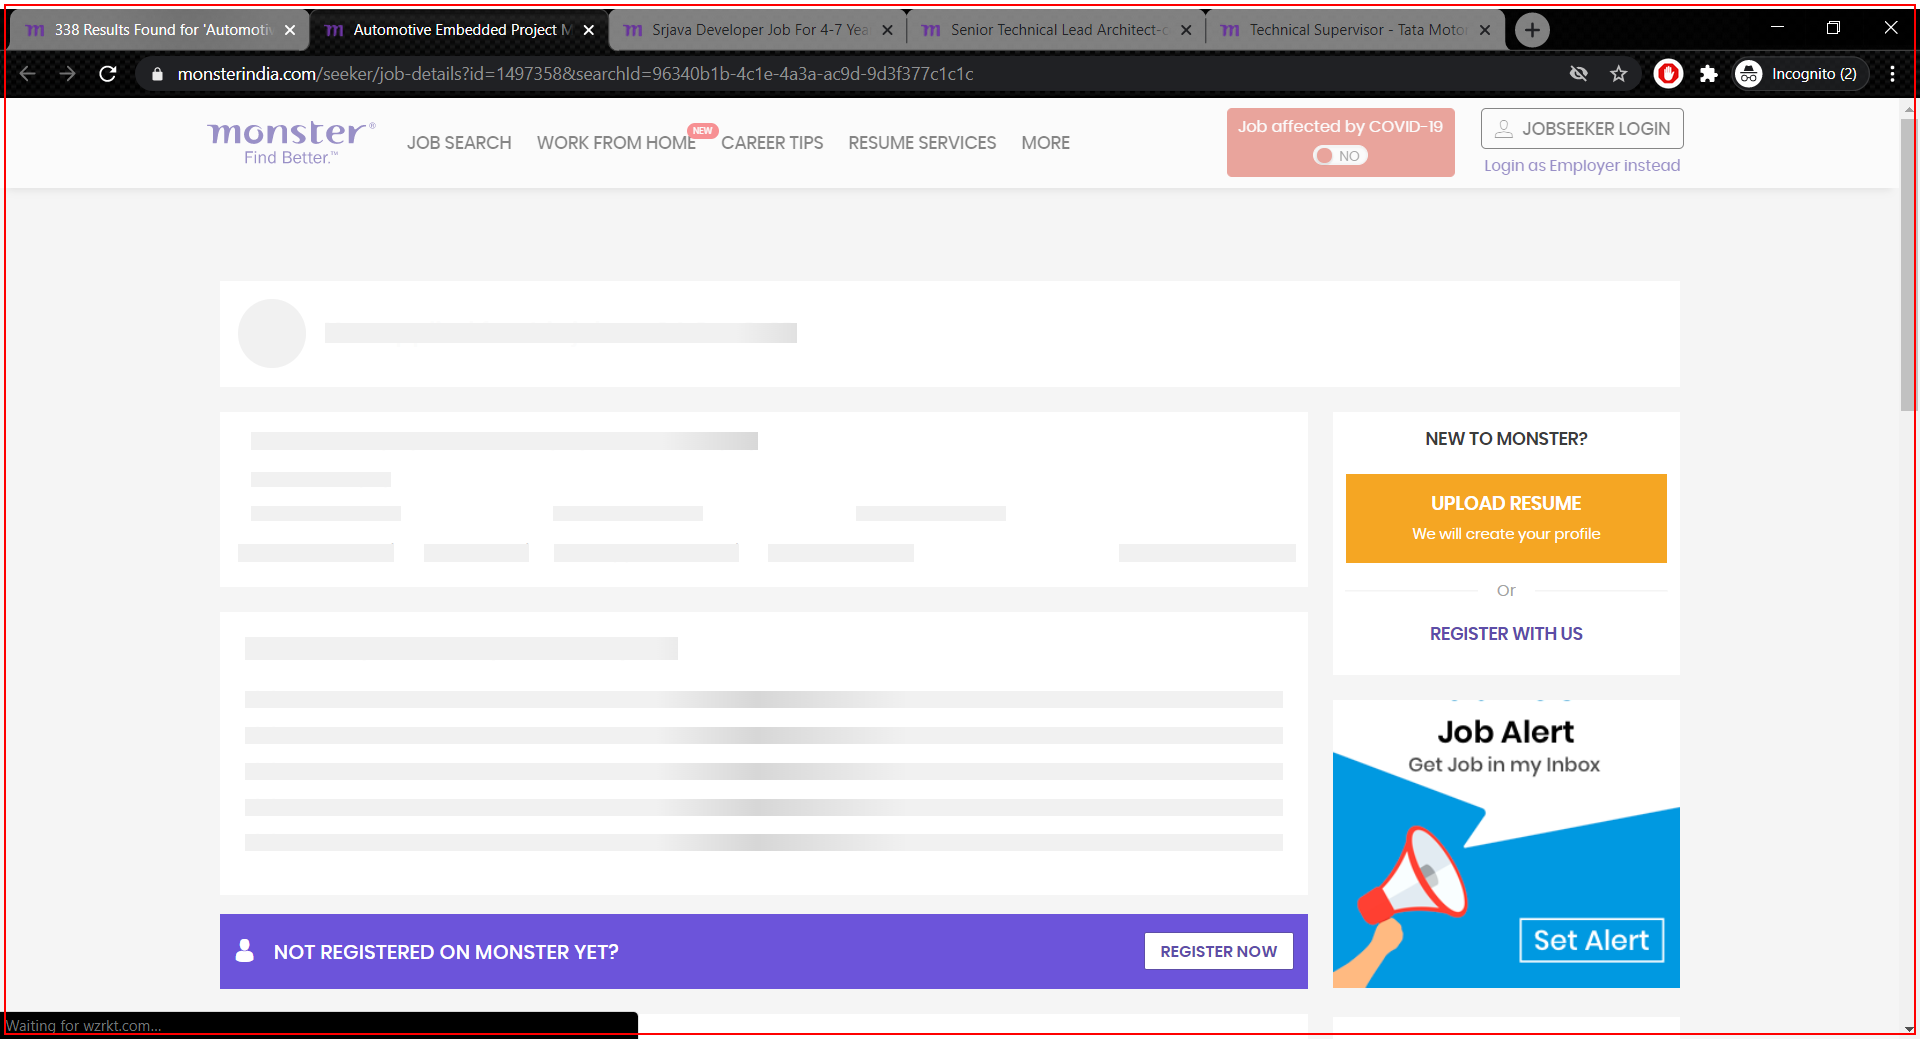 338 Results Found for 'Automotiv
Automotive Embedded Project M
Srjava Developer Job For 4-7 Yea
Senior Technical Lead Architect-c
Technical Supervisor - Tata Motor
monsterindia.com/seeker/job-details?id=1497358&searchId=96340b1b-4c1e-4a3a-ac9d-9d3f377c1c1c
Incognito (2)
monster®
Find Better.™
JOB SEARCH
WORK FROM HOME
NEW
CAREER TIPS
RESUME SERVICES
MORE
Job affected by COVID-19
NO
JOBSEEKER LOGIN
Login as Employer instead
NEW TO MONSTER?
UPLOAD RESUME
We will create your profile
Or
REGISTER WITH US
Job Alert
Get Job in my Inbox
Set Alert
NOT REGISTERED ON MONSTER YET?
REGISTER NOW
Waiting for wzrkt.com...